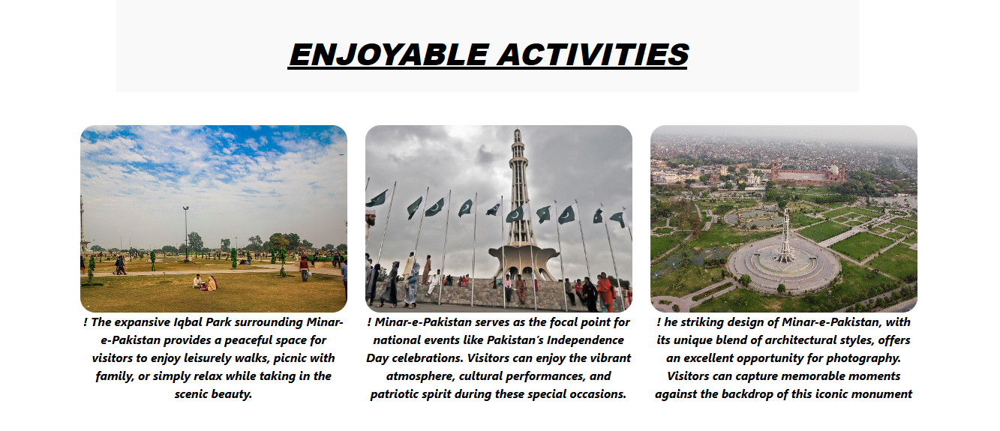 ENJOYABLE ACTIVITIES
! The expansive Iqbal Park surrounding Minar-
e-Pakistan provides a peaceful space for
visitors to enjoy leisurely walks, picnic with
family, or simply relax while taking in the
scenic beauty.
! Minar-e-Pakistan serves as the focal point for
national events like Pakistan's Independence
Day celebrations. Visitors can enjoy the vibrant
atmosphere, cultural performances, and
patriotic spirit during these special occasions.
! he striking design of Minar-e-Pakistan, with
its unique blend of architectural styles, offers
an excellent opportunity for photography.
Visitors can capture memorable moments
against the backdrop of this iconic monument